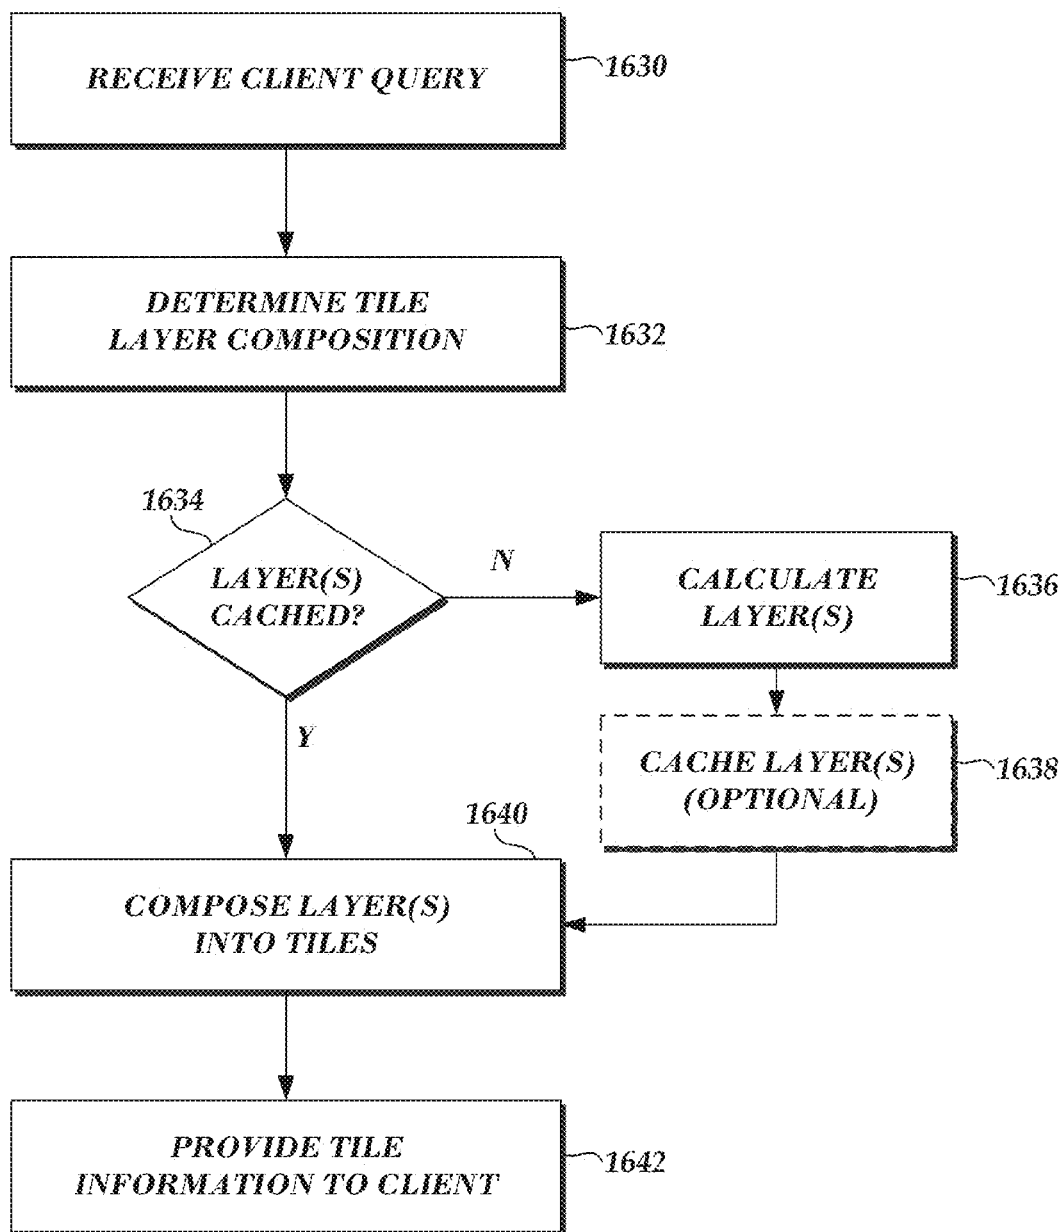 RECEIVE CLIENT QUERY
1630
DETERMINE TILE
LAYER COMPOSITION
1632
1634
LAYER(S)
CACHED?
N
CALCULATE
LAYER(S)
1636
Y
CACHE LAYER(S)
(OPTIONAL)
1638
1640
COMPOSE LAYER(S)
INTO TILES
PROVIDE TILE
INFORMATION TO CLIENT
1642